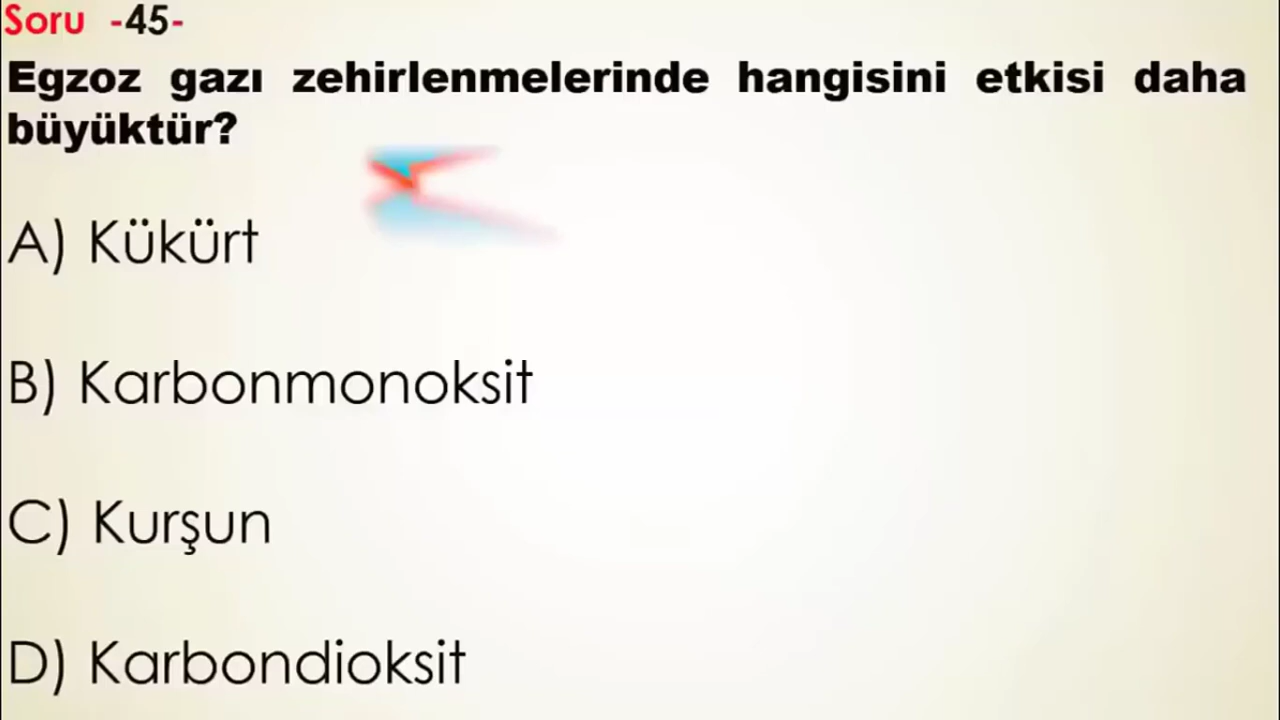 Soru -45-
Egzoz gazı zehirlenmelerinde hangisini etkisi daha
büyüktür?
A) Kükürt
B) Karbonmonoksit
C) Kurşun
D) Karbondioksit